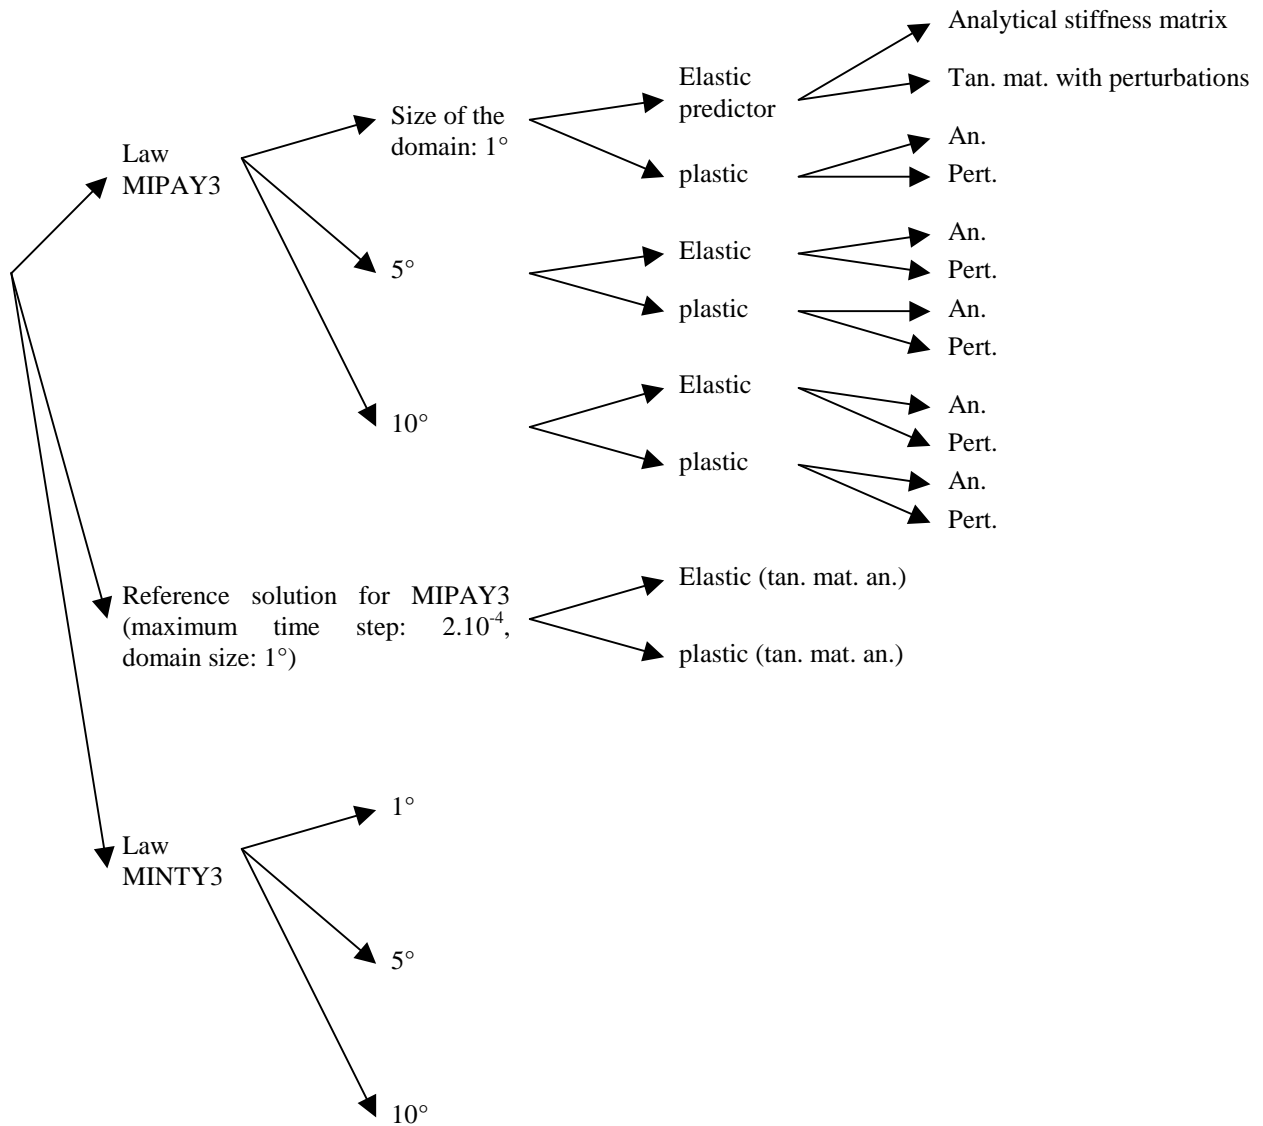 Analytical stiffness matrix
Elastic
predictor
Tan. mat. with perturbations
Size of the
domain: 1°
An.
Law
MIPAY3
plastic
Pert.
An.
Elastic
5°
Pert.
plastic
An.
Pert.
Elastic
An.
10°
Pert.
plastic
An.
Pert.
Elastic (tan. mat. an.)
Reference solution for MIPAY3
(maximum time step: 2.10⁻⁴,
domain size: 1°)
plastic (tan. mat. an.)
1°
Law
MINTY3
5°
10°